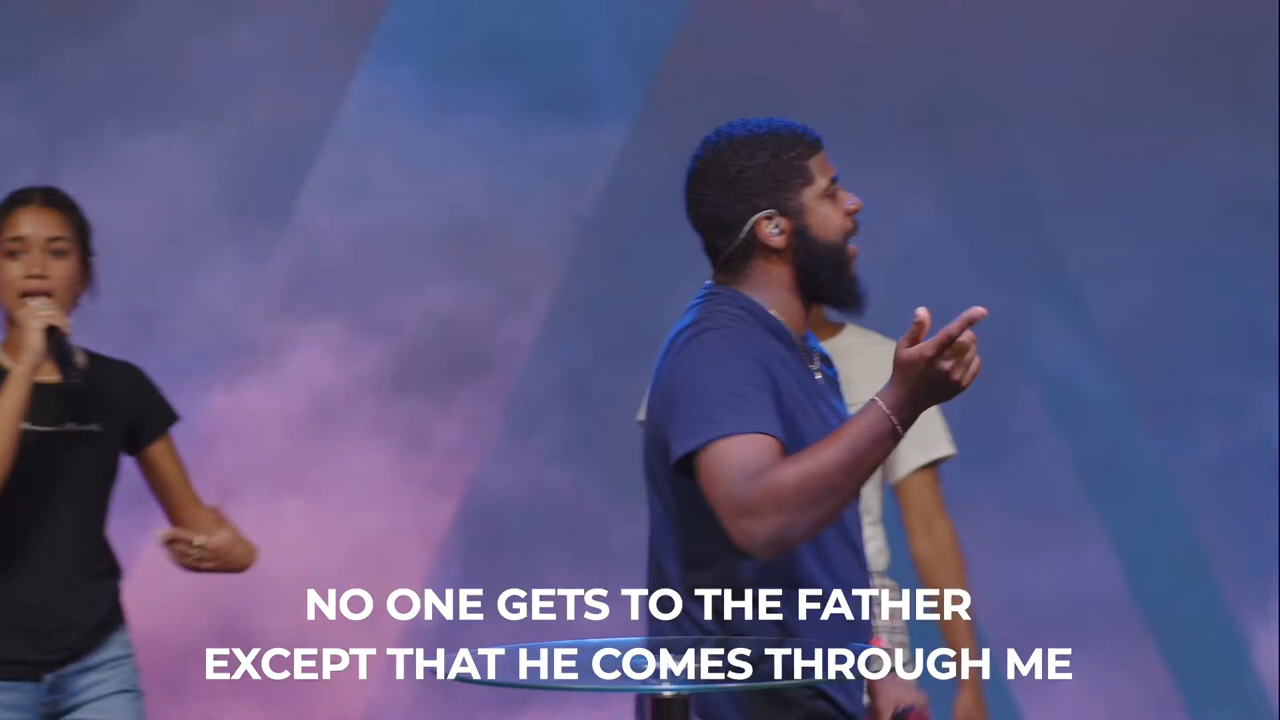 NO ONE GETS TO THE FATHER
EXCEPT THAT HE COMES THROUGH ME